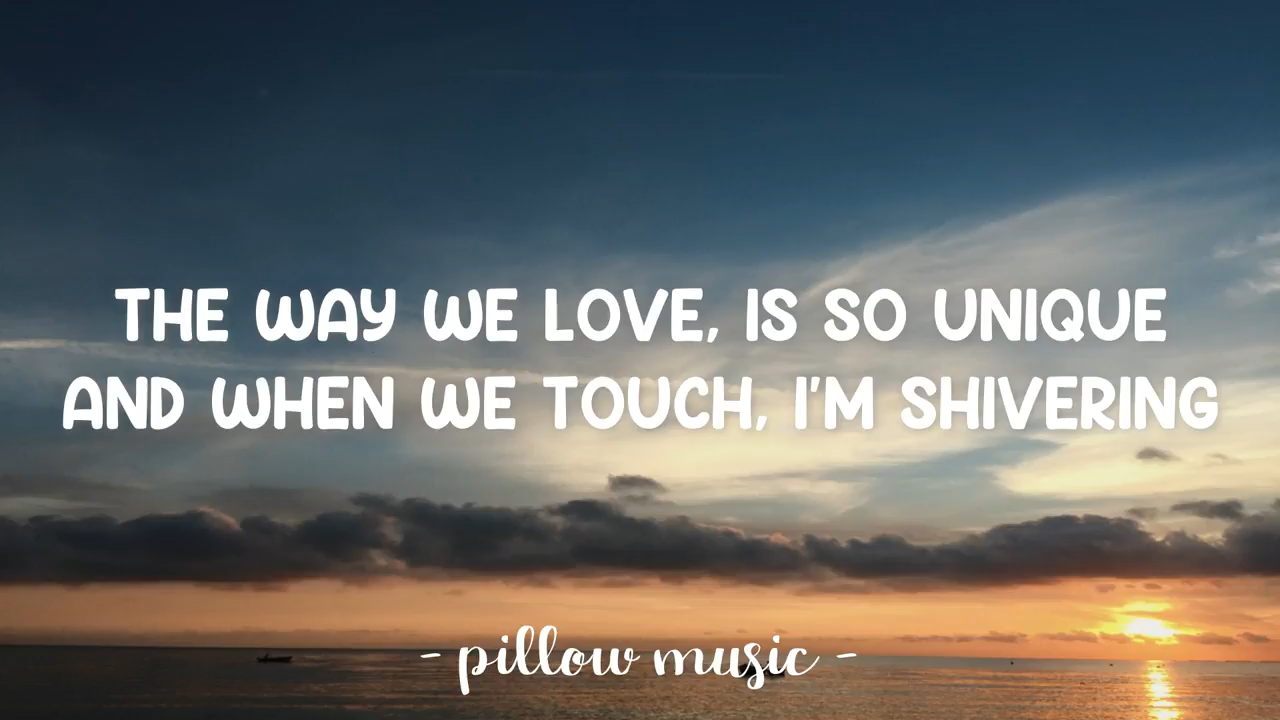 THE WAY WE LOVE, IS SO UNIQUE
AND WHEN WE TOUCH, I'M SHIVERING
- pillow music -